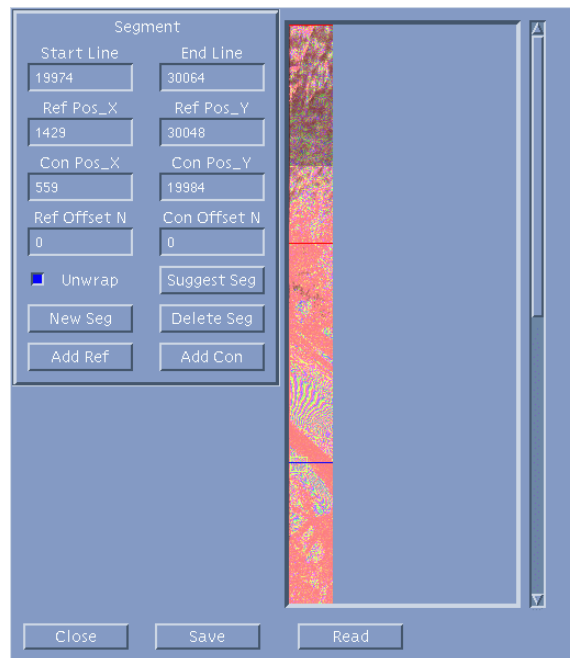 Segment
Start Line End Line
19974 30064
Ref Pos_X Ref Pos_Y
1429 30048
Con Pos_X Con Pos_Y
559 19984
Ref Offset N Con Offset N
0 0
Unwrap Suggest Seg
New Seg Delete Seg
Add Ref Add Con
Close Save Read